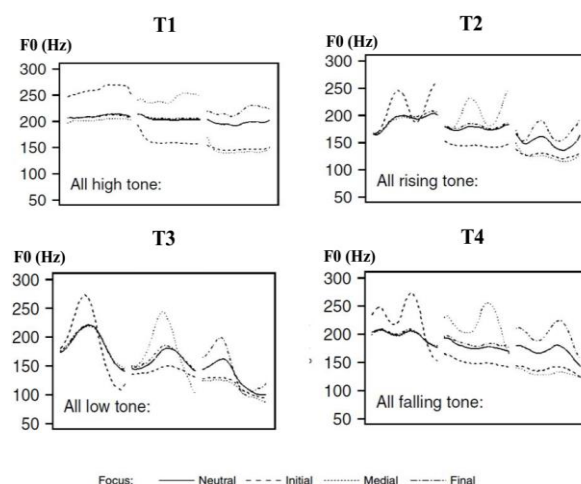 T1
T2
F0 (Hz)
F0 (Hz)
300
250
200
150
100
50
All high tone:
300
250
200
150
100
50
All rising tone:
T3
T4
F0 (Hz)
F0 (Hz)
300
250
200
150
100
50
All low tone:
300
250
200
150
100
50
All falling tone:
Focus: Neutral Initial Medial Final